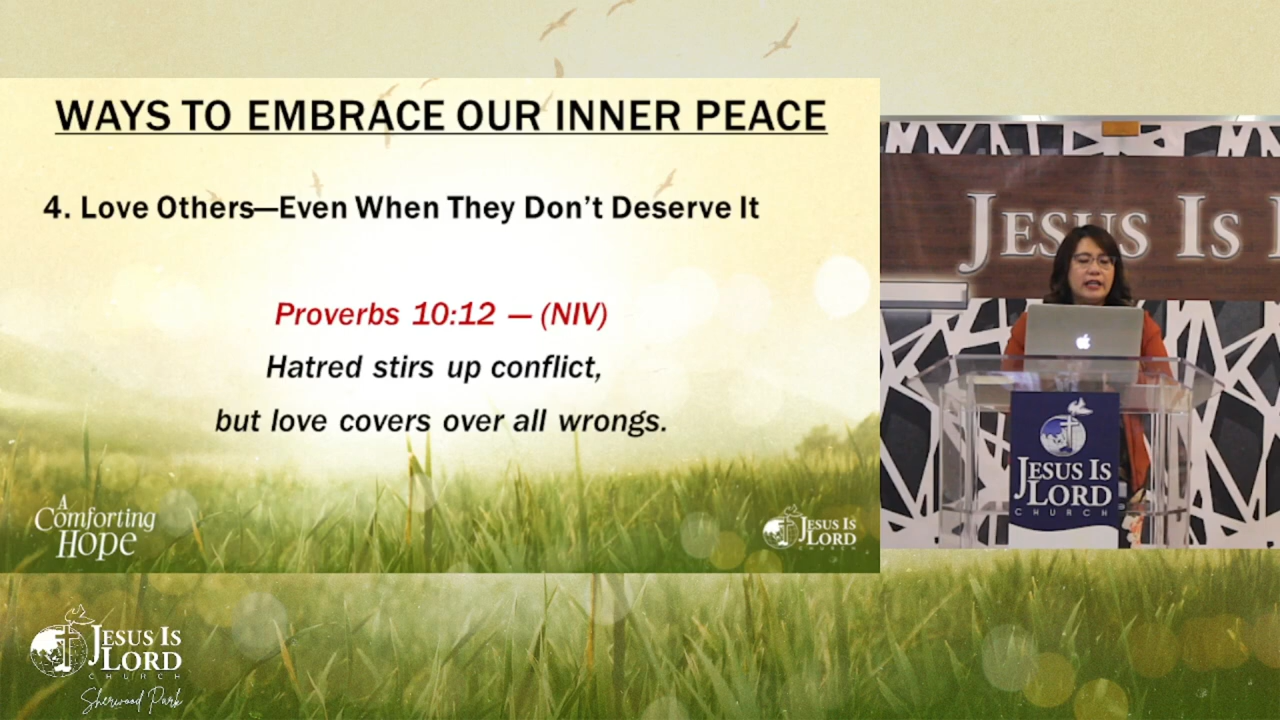 WAYS TO EMBRACE OUR INNER PEACE
4. Love Others—Even When They Don't Deserve It
Proverbs 10:12 — (NIV)
Hatred stirs up conflict,
but love covers over all wrongs.
A
Comforting
HOPE
JESUS IS
LORD
CHURCH
JESUS IS
JESUS IS
LORD
CHURCH
JESUS IS
LORD
CHURCH
Sherwood Park